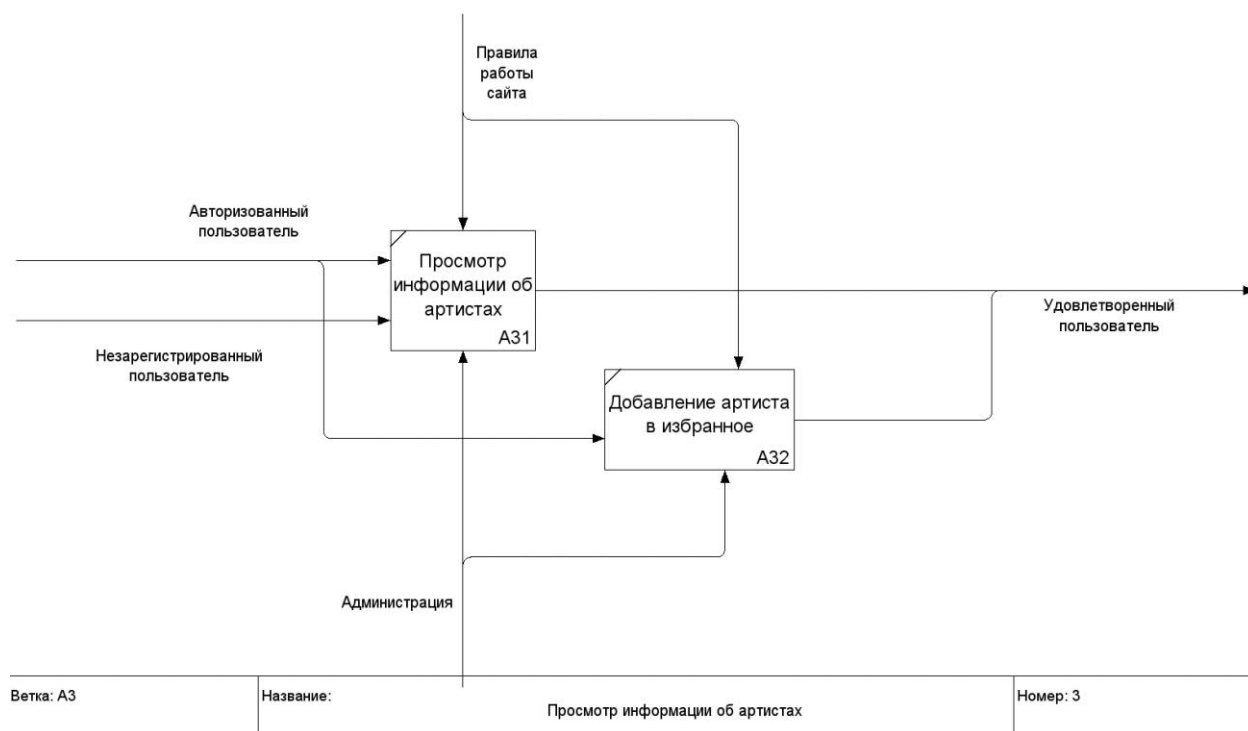 Правила
работы
сайта
Авторизованный
пользователь
Просмотр
информации об
артистах
A31
Удовлетворенный
пользователь
Незарегистрированный
пользователь
Добавление артиста
в избранное
A32
Администрация
Ветка: A3
Название:
Просмотр информации об артистах
Номер: 3